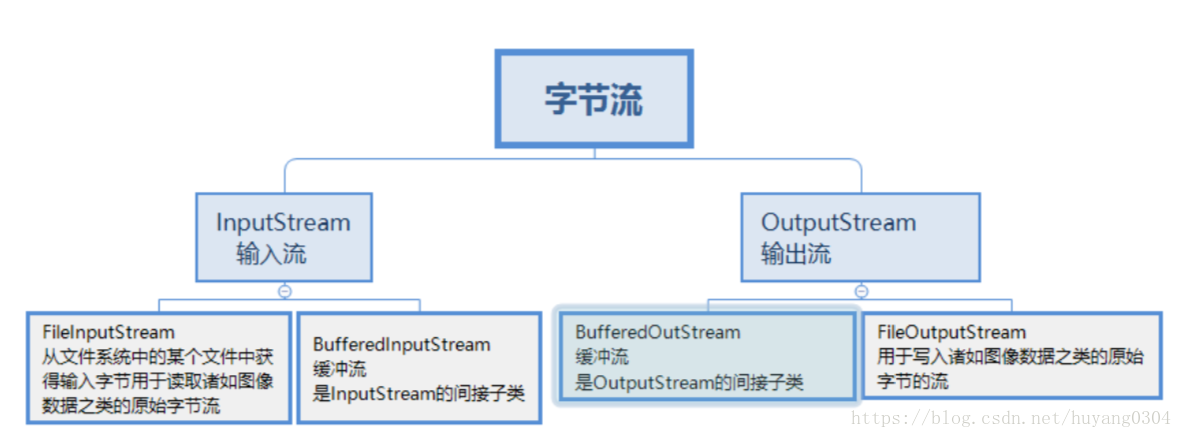 字节流
InputStream
输入流
OutputStream
输出流
FileInputStream
从文件系统中的某个文件中获
得输入字节用于读取诸如图像
数据之类的原始字节流
BufferedInputStream
缓冲流
是InputStream的间接子类
BufferedOutStream
缓冲流
是OutputStream的间接子类
FileOutputStream
用于写入诸如图像数据之类的原始
字节的流
https://blog.csdn.net/huyang0304